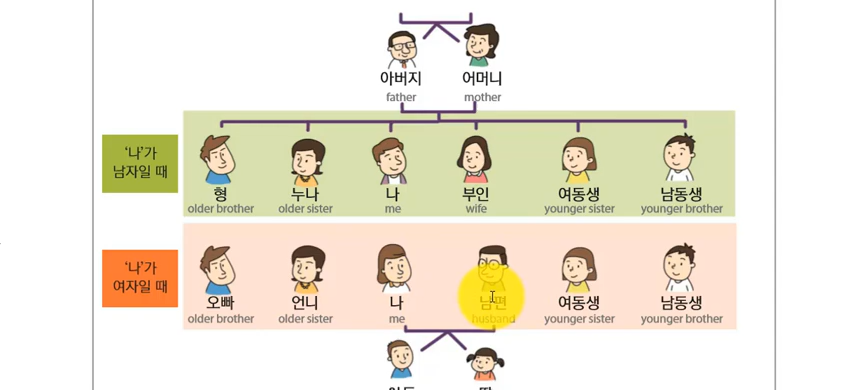 아버지 어머니
father mother
'나'가
남자일 때
형 누나 나 부인 여동생 남동생
older brother older sister me wife younger sister younger brother
'나'가
여자일 때
오빠 언니 나 남편 여동생 남동생
older brother older sister me husband younger sister younger brother